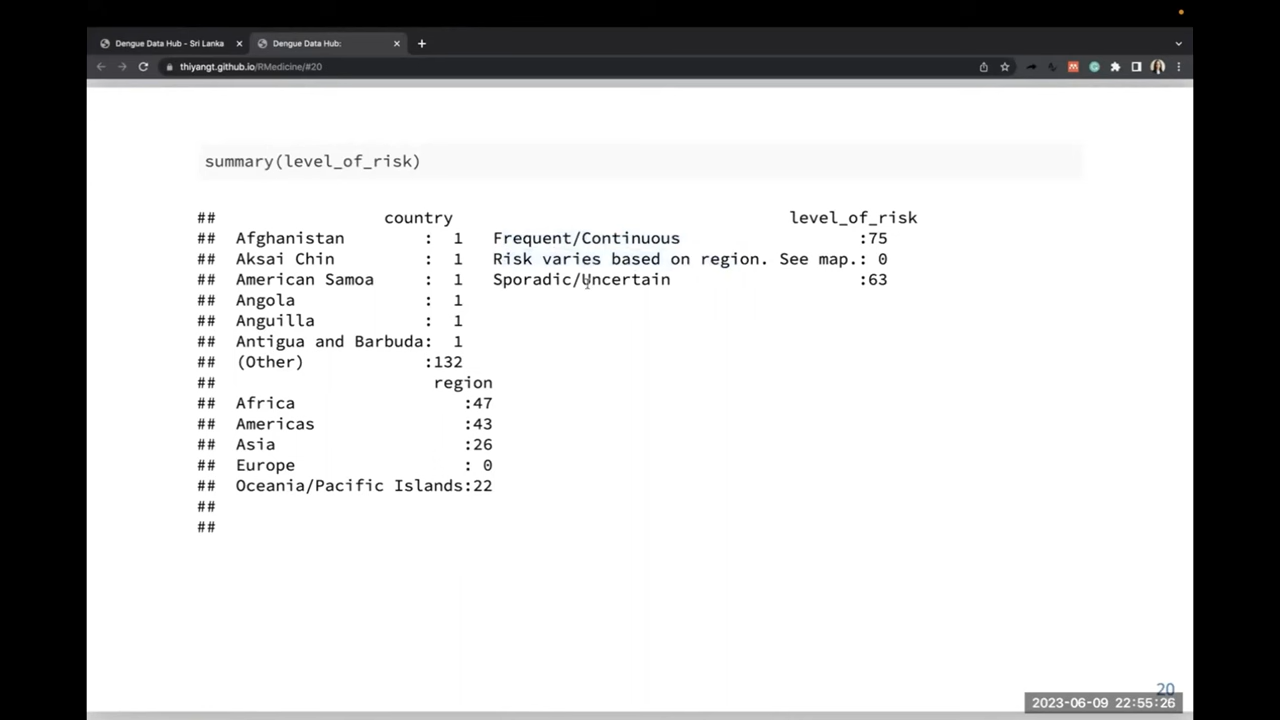 Dengue Data Hub - Sri Lanka
Dengue Data Hub:
thiyangt.github.io/RMedicine/#20
summary(level_of_risk)
## country level_of_risk
## Afghanistan : 1 Frequent/Continuous :75
## Aksai Chin : 1 Risk varies based on region. See map.: 0
## American Samoa : 1 Sporadic/Uncertain :63
## Angola : 1
## Anguilla : 1
## Antigua and Barbuda: 1
## (Other) :132
## region
## Africa :47
## Americas :43
## Asia :26
## Europe : 0
## Oceania/Pacific Islands:22
##
##
20
2023-06-09 22:55:26